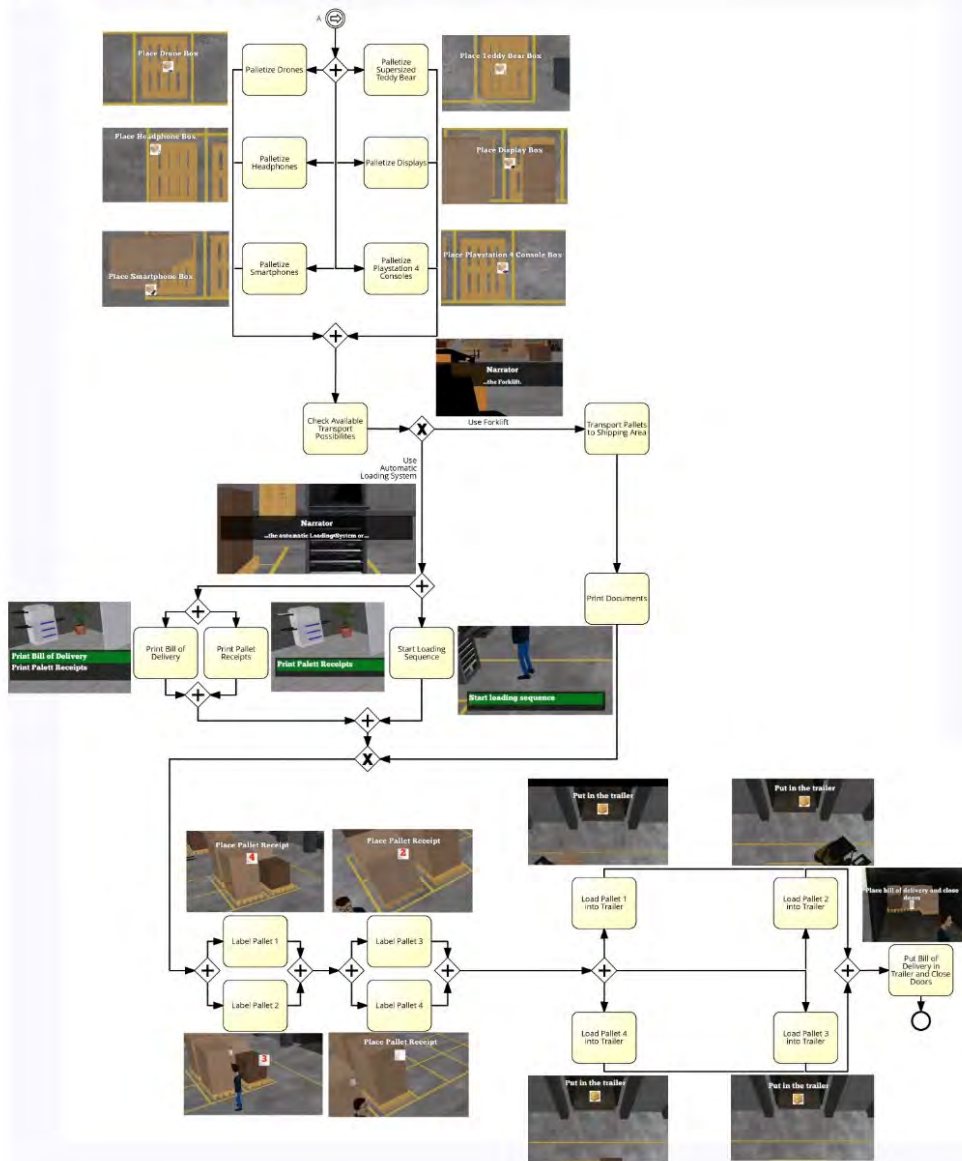 A
Place Drone Box
Palletize Drones
Palletize
Supersized
Teddy Bear
Place Teddy Bear Box
Place Headphone Box
Palletize
Headphones
Palletize Displays
Place Display Box
Place Smartphone Box
Palletize
Smartphones
Palletize
Playstation 4
Consoles
Place Playstation 4 Console Box
Narrator
...the Forklift.
Check Available
Transport
Possibilites
Use Forklift
Transport Pallets
to Shipping Area
Use
Automatic
Loading System
Narrator
...the automatic Loading System or...
Print Documents
Print Bill of Delivery
Print Palett Receipts
Print Bill of
Delivery
Print Pallet
Receipts
Print Palett Receipts
Start Loading
Sequence
Start loading sequence
Put in the trailer
Put in the trailer
Place Pallet Receipt
4
Place Pallet Receipt
2
Load Pallet 1
into Trailer
Load Pallet 2
into Trailer
Place bill of delivery and close
doors
Label Pallet 1
Label Pallet 3
Label Pallet 2
Label Pallet 4
Put Bill of
Delivery in
Trailer and Close
Doors
Load Pallet 4
into Trailer
Load Pallet 3
into Trailer
3
Place Pallet Receipt
Put in the trailer
Put in the trailer